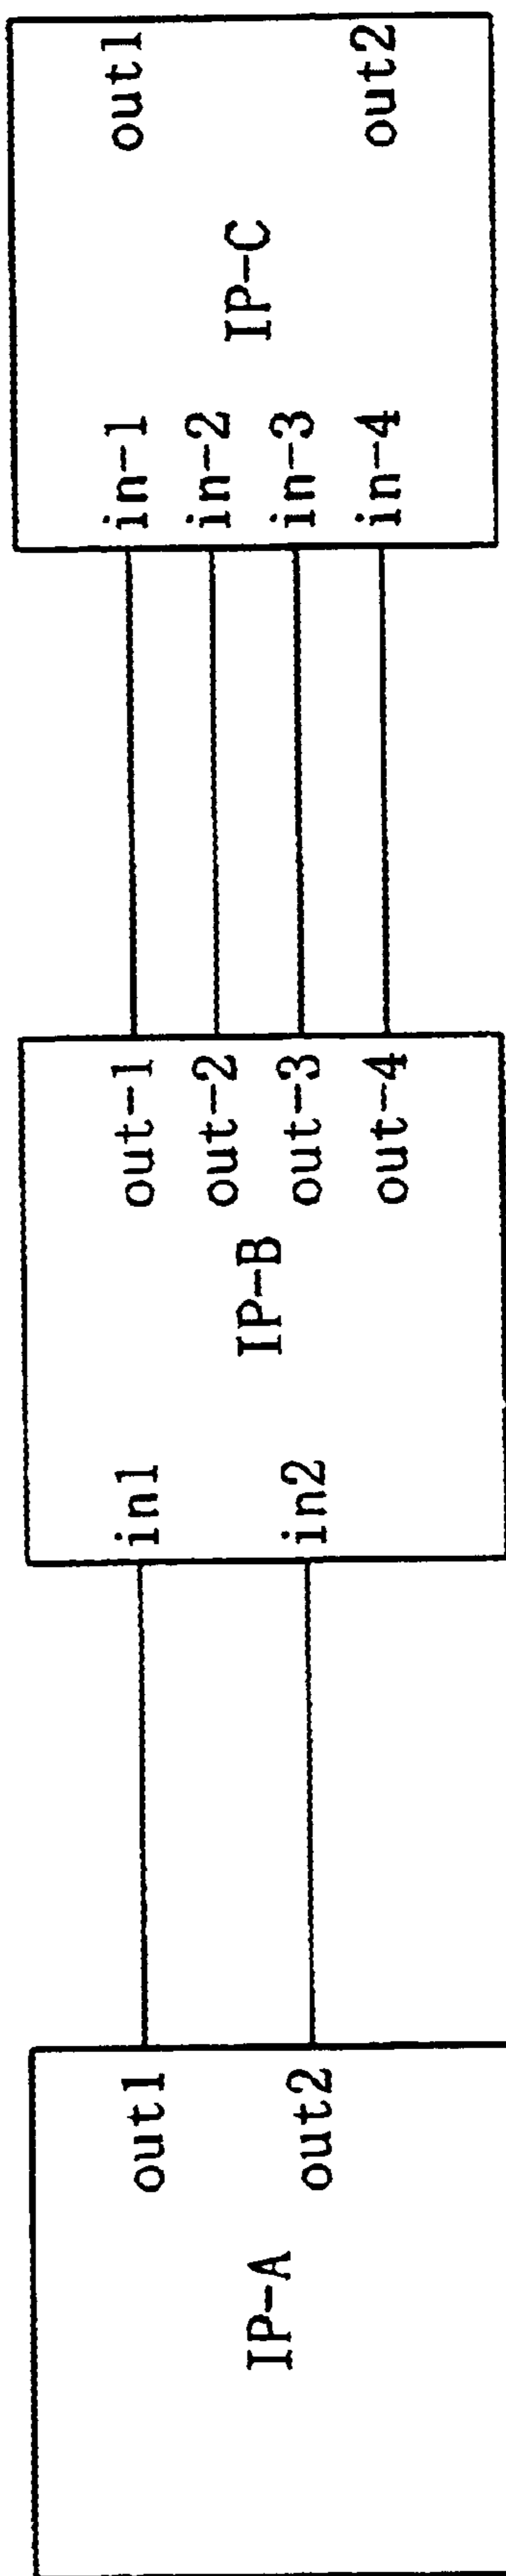 IP-A
out1
out2
in1
in2
IP-B
out-1
out-2
out-3
out-4
in-1
in-2
in-3
in-4
IP-C
out1
out2